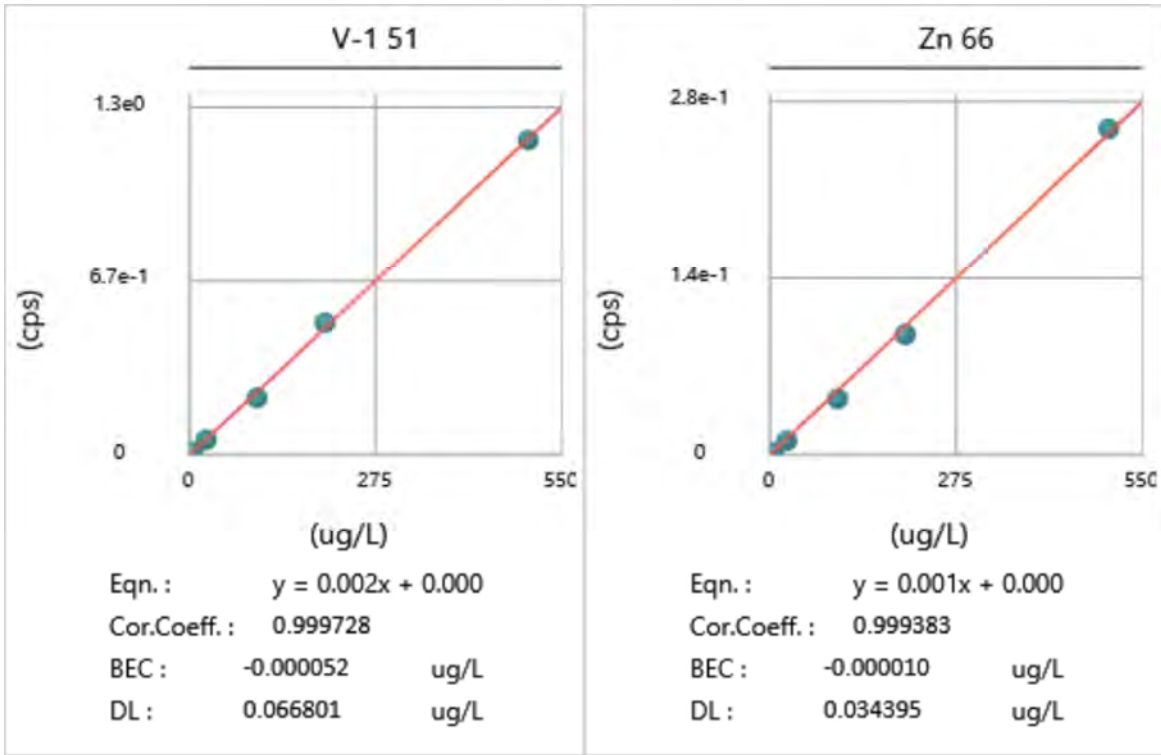 V-1 51
1.3e0
6.7e-1
0
(cps)
0 275 550
(ug/L)
Eqn. : y = 0.002x + 0.000
Cor.Coeff. : 0.999728
BEC : -0.000052 ug/L
DL : 0.066801 ug/L
Zn 66
2.8e-1
1.4e-1
0
(cps)
0 275 550
(ug/L)
Eqn. : y = 0.001x + 0.000
Cor.Coeff. : 0.999383
BEC : -0.000010 ug/L
DL : 0.034395 ug/L